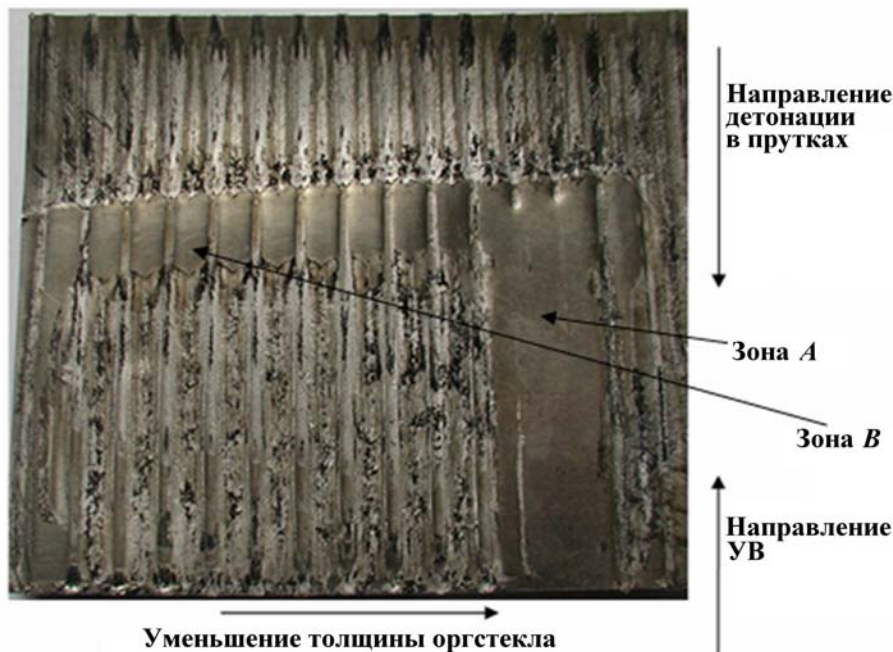 Направление
детонации
в прутках
Зона A
Зона B
Направление
УВ
Уменьшение толщины оргстекла